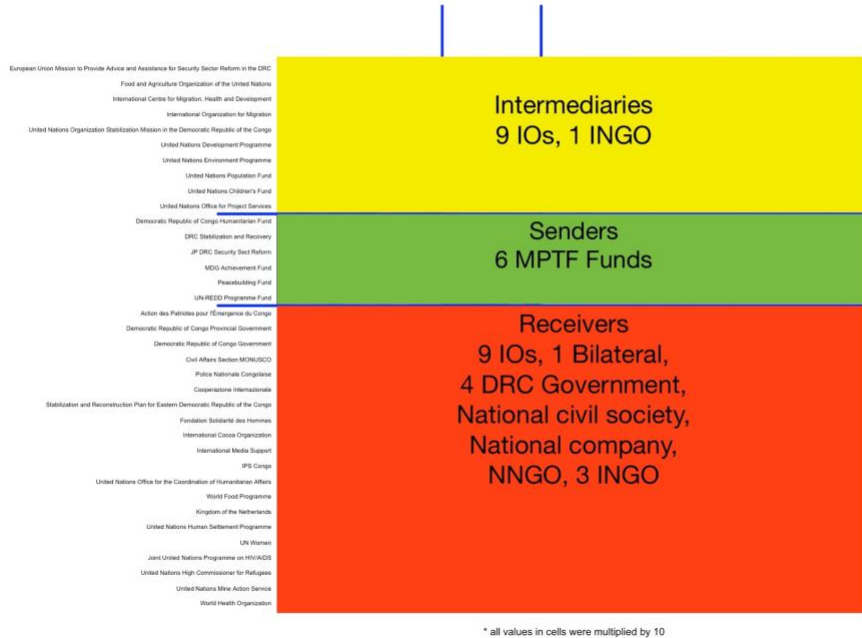 European Union Mission to Provide Advice and Assistance for Security Sector Reform in the DRC
Food and Agriculture Organization of the United Nations
International Centre for Migration, Health and Development
International Organization for Migration
United Nations Organization Stabilization Mission in the Democratic Republic of the Congo
United Nations Development Programme
United Nations Environment Programme
United Nations Population Fund
United Nations Children's Fund
United Nations Office for Project Services
Intermediaries
9 IOs, 1 INGO
Democratic Republic of Congo Humanitarian Fund
DRC Stabilization and Recovery
JP DRC Security Sect Reform
MDG Achievement Fund
Peacebuilding Fund
UN-REDD Programme Fund
Senders
6 MPTF Funds
Action des Patriotes pour l'Émergence du Congo
Democratic Republic of Congo Provincial Government
Democratic Republic of Congo Government
Civil Affairs Section MONUSCO
Police Nationale Congolaise
Cooperazione Internazionale
Stabilization and Reconstruction Plan for Eastern Democratic Republic of the Congo
Fondation Solidarité des Hommes
International Cocoa Organization
International Media Support
IPS Congo
United Nations Office for the Coordination of Humanitarian Affairs
World Food Programme
Kingdom of the Netherlands
United Nations Human Settlement Programme
UN Women
Joint United Nations Programme on HIV/AIDS
United Nations High Commissioner for Refugees
United Nations Mine Action Service
World Health Organization
Receivers
9 IOs, 1 Bilateral,
4 DRC Government,
National civil society,
National company,
NNGO, 3 INGO
* all values in cells were multiplied by 10